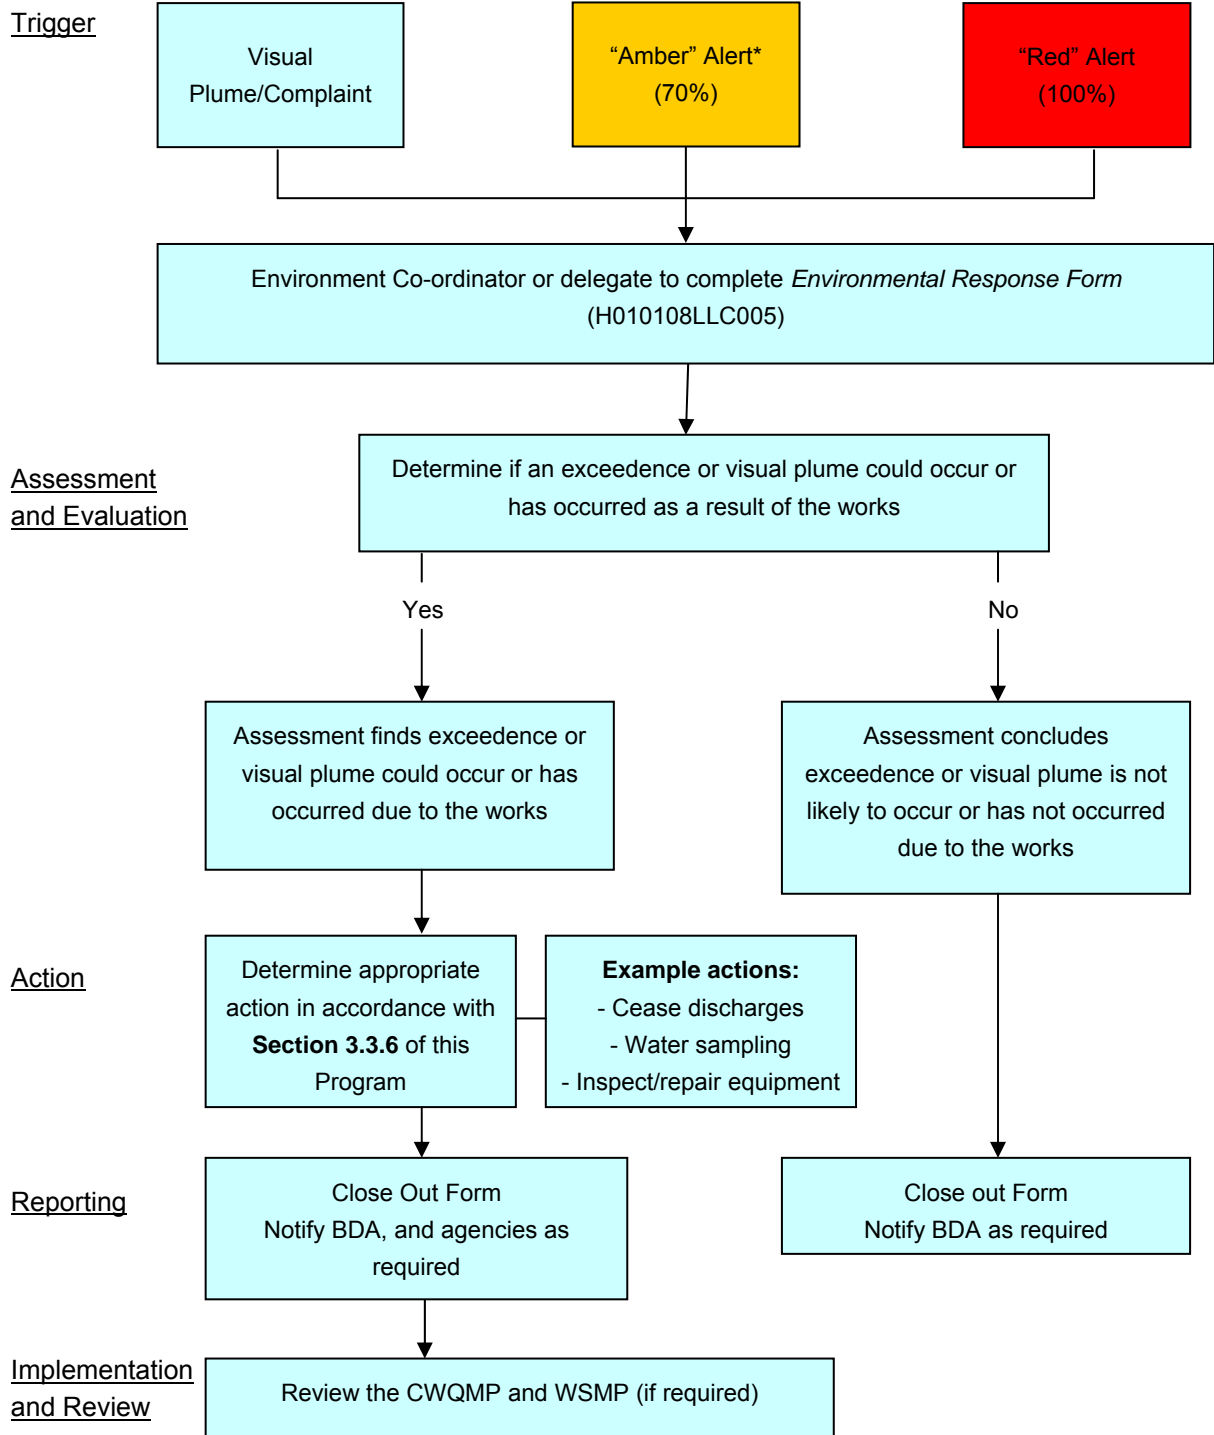 Trigger
Visual
Plume/Complaint
“Amber” Alert*
(70%)
“Red” Alert
(100%)
Environment Co-ordinator or delegate to complete Environmental Response Form
(H010108LLC005)
Assessment
and Evaluation
Determine if an exceedence or visual plume could occur or
has occurred as a result of the works
Yes
No
Assessment finds exceedence or
visual plume could occur or has
occurred due to the works
Assessment concludes
exceedence or visual plume is not
likely to occur or has not occurred
due to the works
Action
Determine appropriate
action in accordance with
Section 3.3.6 of this
Program
Example actions:
- Cease discharges
- Water sampling
- Inspect/repair equipment
Reporting
Close Out Form
Notify BDA, and agencies as
required
Close out Form
Notify BDA as required
Implementation
and Review
Review the CWQMP and WSMP (if required)